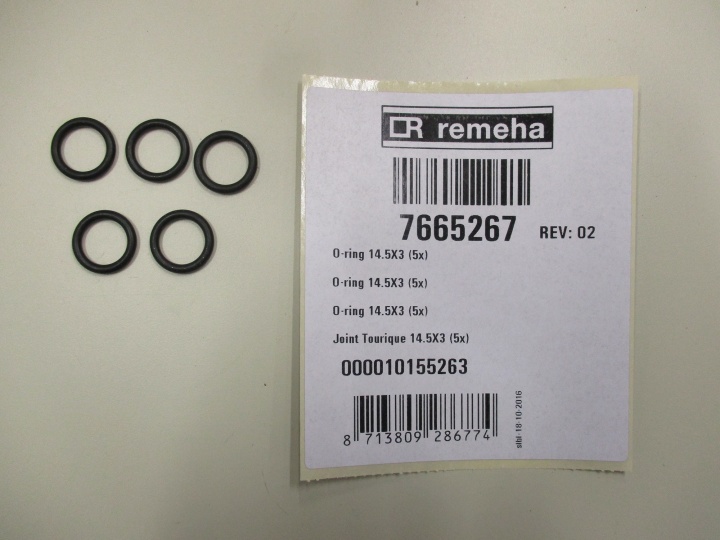 remeha
7665267 REV: 02
O-ring 14.5X3 (5x)
O-ring 14.5X3 (5x)
O-ring 14.5X3 (5x)
Joint Tourique 14.5X3 (5x)
000010155263
8 713809 286774
stbl 18-10-2016